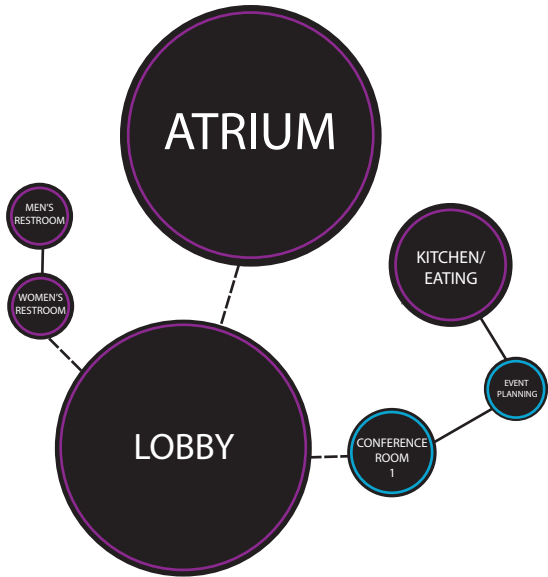 ATRIUM
MEN'S
RESTROOM
KITCHEN/
EATING
WOMEN'S
RESTROOM
EVENT
PLANNING
LOBBY
CONFERENCE
ROOM
1